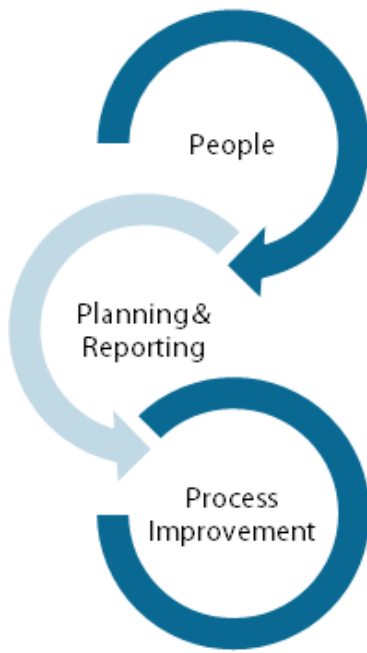 People
Planning &
Reporting
Process
Improvement